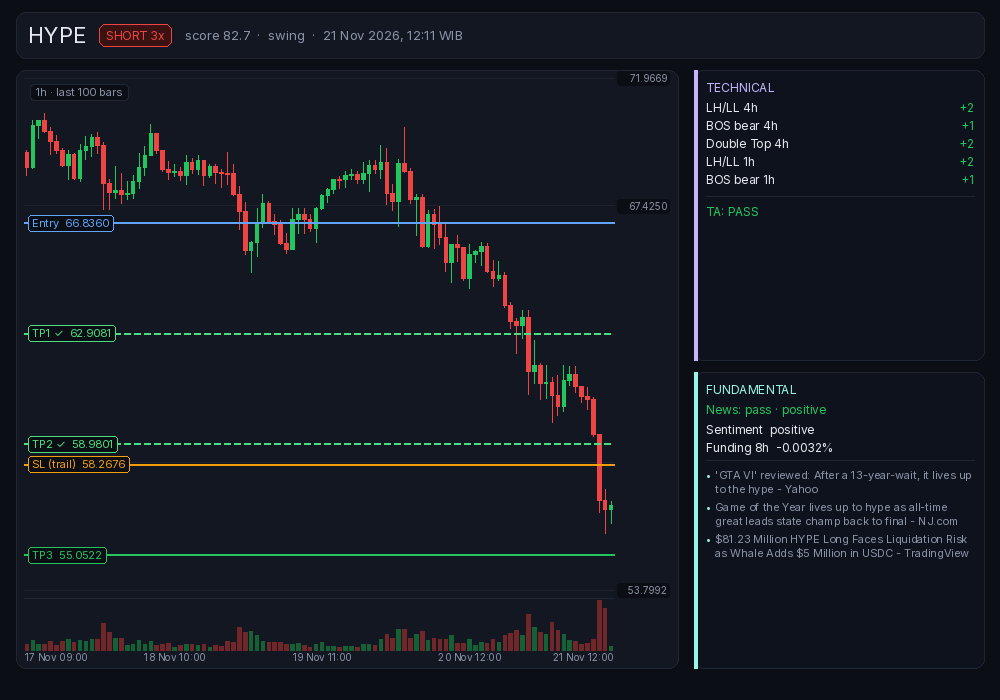 HYPE SHORT 3x score 82.7 · swing · 21 Nov 2026, 12:11 WIB
1h · last 100 bars
71.9669
67.4250
Entry 66.8360
TP1 ✓ 62.9081
TP2 ✓ 58.9801
SL (trail) 58.2676
TP3 55.0522
53.7992
17 Nov 09:00 18 Nov 10:00 19 Nov 11:00 20 Nov 12:00 21 Nov 12:00
TECHNICAL
LH/LL 4h +2
BOS bear 4h +1
Double Top 4h +2
LH/LL 1h +2
BOS bear 1h +1
TA: PASS
FUNDAMENTAL
News: pass · positive
Sentiment positive
Funding 8h -0.0032%
• 'GTA VI' reviewed: After a 13-year-wait, it lives up
to the hype - Yahoo
• Game of the Year lives up to hype as all-time
great leads state champ back to final - NJ.com
• $81.23 Million HYPE Long Faces Liquidation Risk
as Whale Adds $5 Million in USDC - TradingView